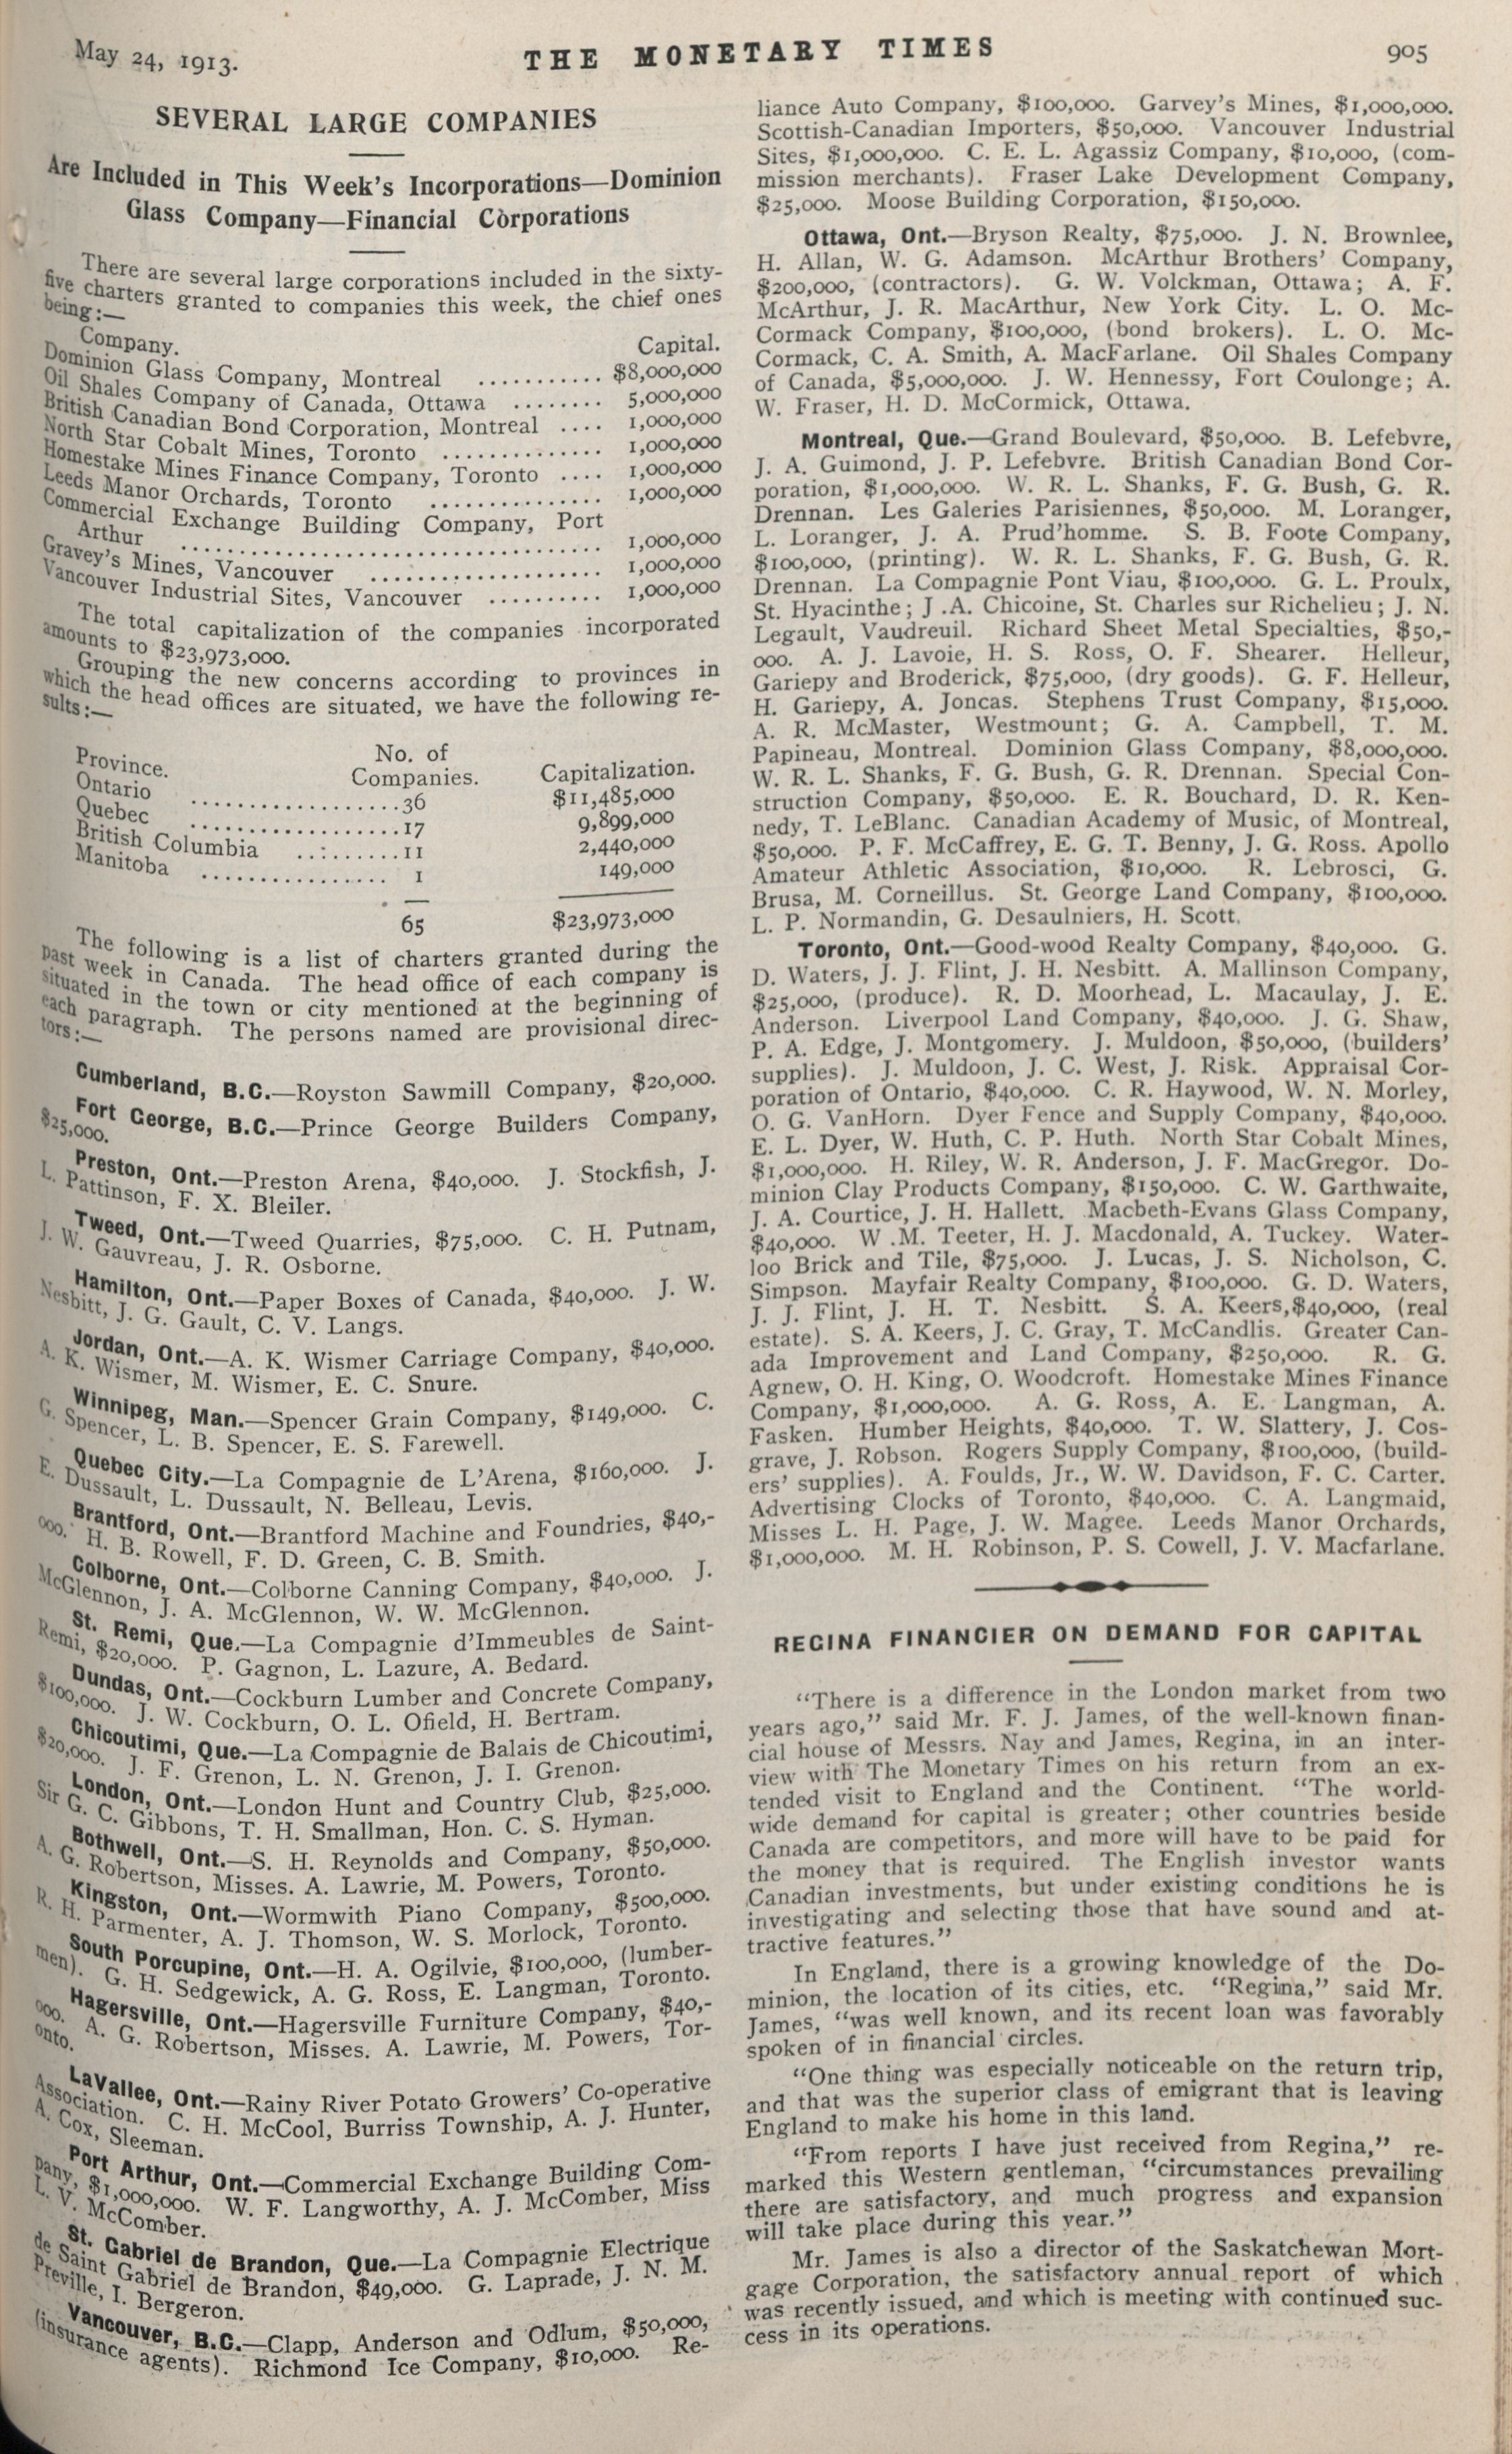 May 24, 1913.
THE MONETARY TIMES
905
SEVERAL LARGE COMPANIES
Are Included in This Week's Incorporations—Dominion
Glass Company—Financial Corporations
There are several large corporations included in the sixty-
five charters granted to companies this week, the chief ones
being:—
Company. Capital.
Dominion Glass Company, Montreal ........... $8,000,000
Oil Shales Company of Canada, Ottawa ........ 5,000,000
British Canadian Bond Corporation, Montreal .... 1,000,000
North Star Cobalt Mines, Toronto .............. 1,000,000
Homestake Mines Finance Company, Toronto .... 1,000,000
Leeds Manor Orchards, Toronto ............... 1,000,000
Commercial Exchange Building Company, Port
Arthur .................................... 1,000,000
Gravey's Mines, Vancouver .................... 1,000,000
Vancouver Industrial Sites, Vancouver .......... 1,000,000
The total capitalization of the companies incorporated
amounts to $23,973,000.
Grouping the new concerns according to provinces in
which the head offices are situated, we have the following re-
sults:—
No. of
Province. Companies. Capitalization.
Ontario ..................36 $11,485,000
Quebec ..................17 9,899,000
British Columbia ..:.......11 2,440,000
Manitoba ................ 1 149,000
65 $23,973,000
The following is a list of charters granted during the
past week in Canada. The head office of each company is
situated in the town or city mentioned at the beginning of
each paragraph. The persons named are provisional direc-
tors:—
Cumberland, B.C.—Royston Sawmill Company, $20,000.
Fort George, B.C.—Prince George Builders Company,
$25,000.
Preston, Ont.—Preston Arena, $40,000. J. Stockfish, J.
L. Pattinson, F. X. Bleiler.
Tweed, Ont.—Tweed Quarries, $75,000. C. H. Putnam,
J. W. Gauvreau, J. R. Osborne.
Hamilton, Ont.—Paper Boxes of Canada, $40,000. J. W.
Nesbitt, J. G. Gault, C. V. Langs.
Jordan, Ont.—A. K. Wismer Carriage Company, $40,000.
A. K. Wismer, M. Wismer, E. C. Snure.
Winnipeg, Man.—Spencer Grain Company, $149,000. C.
G. Spencer, L. B. Spencer, E. S. Farewell.
Quebec City.—La Compagnie de L'Arena, $160,000. J.
E. Dussault, L. Dussault, N. Belleau, Levis.
Brantford, Ont.—Brantford Machine and Foundries, $40,-
000. H. B. Rowell, F. D. Green, C. B. Smith.
Colborne, Ont.—Colborne Canning Company, $40,000. J.
McGlennon, J. A. McGlennon, W. W. McGlennon.
St. Remi, Que.—La Compagnie d'Immeubles de Saint-
Remi, $20,000. P. Gagnon, L. Lazure, A. Bedard.
Dundas, Ont.—Cockburn Lumber and Concrete Company,
$100,000. J. W. Cockburn, O. L. Ofield, H. Bertram.
Chicoutimi, Que.—La Compagnie de Balais de Chicoutimi,
$20,000. J. F. Grenon, L. N. Grenon, J. I. Grenon.
London, Ont.—London Hunt and Country Club, $25,000.
Sir G. C. Gibbons, T. H. Smallman, Hon. C. S. Hyman.
Bothwell, Ont.—S. H. Reynolds and Company, $50,000.
A. G. Robertson, Misses. A. Lawrie, M. Powers, Toronto.
Kingston, Ont.—Wormwith Piano Company, $500,000.
R. H. Parmenter, A. J. Thomson, W. S. Morlock, Toronto.
South Porcupine, Ont.—H. A. Ogilvie, $100,000, (lumber-
men). G. H. Sedgewick, A. G. Ross, E. Langman, Toronto.
Hagersville, Ont.—Hagersville Furniture Company, $40,-
000. A. G. Robertson, Misses. A. Lawrie, M. Powers, Tor-
onto.
LaVallee, Ont.—Rainy River Potato Growers' Co-operative
Association. C. H. McCool, Burriss Township, A. J. Hunter,
A. Cox, Sleeman.
Port Arthur, Ont.—Commercial Exchange Building Com-
pany, $1,000,000. W. F. Langworthy, A. J. McComber, Miss
L. V. McComber.
St. Gabriel de Brandon, Que.—La Compagnie Electrique
de Saint Gabriel de Brandon, $49,000. G. Laprade, J. N. M.
Preville, I. Bergeron.
Vancouver, B.C.—Clapp, Anderson and Odlum, $50,000,
(insurance agents). Richmond Ice Company, $10,000. Re-
liance Auto Company, $100,000. Garvey's Mines, $1,000,000.
Scottish-Canadian Importers, $50,000. Vancouver Industrial
Sites, $1,000,000. C. E. L. Agassiz Company, $10,000, (com-
mission merchants). Fraser Lake Development Company,
$25,000. Moose Building Corporation, $150,000.
Ottawa, Ont.—Bryson Realty, $75,000. J. N. Brownlee,
H. Allan, W. G. Adamson. McArthur Brothers' Company,
$200,000, (contractors). G. W. Volckman, Ottawa; A. F.
McArthur, J. R. MacArthur, New York City. L. O. Mc-
Cormack Company, $100,000, (bond brokers). L. O. Mc-
Cormack, C. A. Smith, A. MacFarlane. Oil Shales Company
of Canada, $5,000,000. J. W. Hennessy, Fort Coulonge; A.
W. Fraser, H. D. McCormick, Ottawa.
Montreal, Que.—Grand Boulevard, $50,000. B. Lefebvre,
J. A. Guimond, J. P. Lefebvre. British Canadian Bond Cor-
poration, $1,000,000. W. R. L. Shanks, F. G. Bush, G. R.
Drennan. Les Galeries Parisiennes, $50,000. M. Loranger,
L. Loranger, J. A. Prud'homme. S. B. Foote Company,
$100,000, (printing). W. R. L. Shanks, F. G. Bush, G. R.
Drennan. La Compagnie Pont Viau, $100,000. G. L. Proulx,
St. Hyacinthe; J .A. Chicoine, St. Charles sur Richelieu; J. N.
Legault, Vaudreuil. Richard Sheet Metal Specialties, $50,-
000. A. J. Lavoie, H. S. Ross, O. F. Shearer. Helleur,
Gariepy and Broderick, $75,000, (dry goods). G. F. Helleur,
H. Gariepy, A. Joncas. Stephens Trust Company, $15,000.
A. R. McMaster, Westmount; G. A. Campbell, T. M.
Papineau, Montreal. Dominion Glass Company, $8,000,000.
W. R. L. Shanks, F. G. Bush, G. R. Drennan. Special Con-
struction Company, $50,000. E. R. Bouchard, D. R. Ken-
nedy, T. LeBlanc. Canadian Academy of Music, of Montreal,
$50,000. P. F. McCaffrey, E. G. T. Benny, J. G. Ross. Apollo
Amateur Athletic Association, $10,000. R. Lebrosci, G.
Brusa, M. Corneillus. St. George Land Company, $100,000.
L. P. Normandin, G. Desaulniers, H. Scott.
Toronto, Ont.—Good-wood Realty Company, $40,000. G.
D. Waters, J. J. Flint, J. H. Nesbitt. A. Mallinson Company,
$25,000, (produce). R. D. Moorhead, L. Macaulay, J. E.
Anderson. Liverpool Land Company, $40,000. J. G. Shaw,
P. A. Edge, J. Montgomery. J. Muldoon, $50,000, (builders'
supplies). J. Muldoon, J. C. West, J. Risk. Appraisal Cor-
poration of Ontario, $40,000. C. R. Haywood, W. N. Morley,
O. G. VanHorn. Dyer Fence and Supply Company, $40,000.
E. L. Dyer, W. Huth, C. P. Huth. North Star Cobalt Mines,
$1,000,000. H. Riley, W. R. Anderson, J. F. MacGregor. Do-
minion Clay Products Company, $150,000. C. W. Garthwaite,
J. A. Courtice, J. H. Hallett. Macbeth-Evans Glass Company,
$40,000. W .M. Teeter, H. J. Macdonald, A. Tuckey. Water-
loo Brick and Tile, $75,000. J. Lucas, J. S. Nicholson, C.
Simpson. Mayfair Realty Company, $100,000. G. D. Waters,
J. J. Flint, J. H. T. Nesbitt. S. A. Keers,$40,000, (real
estate). S. A. Keers, J. C. Gray, T. McCandlis. Greater Can-
ada Improvement and Land Company, $250,000. R. G.
Agnew, O. H. King, O. Woodcroft. Homestake Mines Finance
Company, $1,000,000. A. G. Ross, A. E. Langman, A.
Fasken. Humber Heights, $40,000. T. W. Slattery, J. Cos-
grave, J. Robson. Rogers Supply Company, $100,000, (build-
ers' supplies). A. Foulds, Jr., W. W. Davidson, F. C. Carter.
Advertising Clocks of Toronto, $40,000. C. A. Langmaid,
Misses L. H. Page, J. W. Magee. Leeds Manor Orchards,
$1,000,000. M. H. Robinson, P. S. Cowell, J. V. Macfarlane.
REGINA FINANCIER ON DEMAND FOR CAPITAL
"There is a difference in the London market from two
years ago," said Mr. F. J. James, of the well-known finan-
cial house of Messrs. Nay and James, Regina, in an inter-
view with The Monetary Times on his return from an ex-
tended visit to England and the Continent. "The world-
wide demand for capital is greater; other countries beside
Canada are competitors, and more will have to be paid for
the money that is required. The English investor wants
Canadian investments, but under existing conditions he is
investigating and selecting those that have sound and at-
tractive features."
In England, there is a growing knowledge of the Do-
minion, the location of its cities, etc. "Regina," said Mr.
James, "was well known, and its recent loan was favorably
spoken of in financial circles.
"One thing was especially noticeable on the return trip,
and that was the superior class of emigrant that is leaving
England to make his home in this land.
"From reports I have just received from Regina," re-
marked this Western gentleman, "circumstances prevailing
there are satisfactory, and much progress and expansion
will take place during this year."
Mr. James is also a director of the Saskatchewan Mort-
gage Corporation, the satisfactory annual report of which
was recently issued, and which is meeting with continued suc-
cess in its operations.